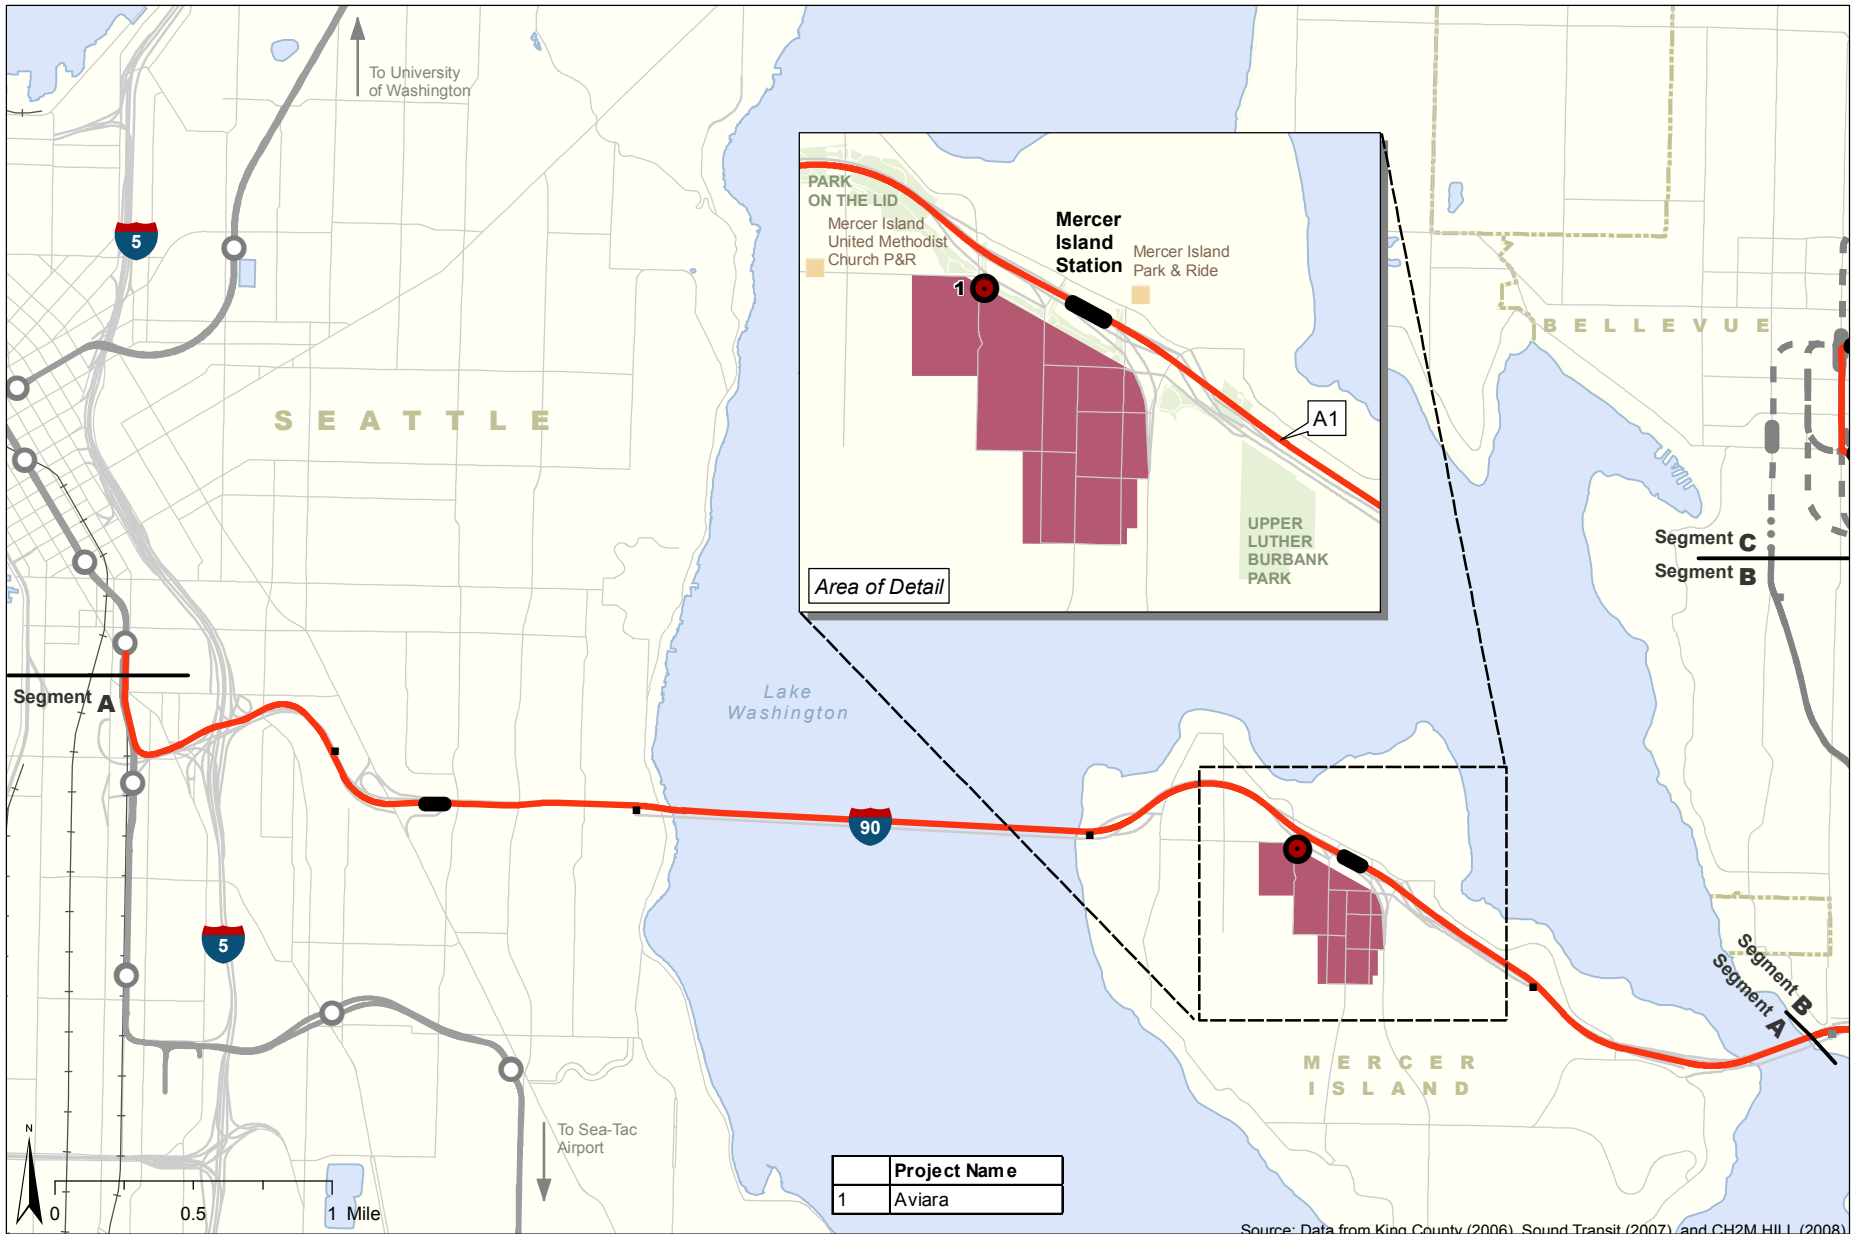 To University
of Washington
5
SEATTLE
PARK
ON THE LID
Mercer Island
United Methodist
Church P&R
Mercer
Island
Station
Mercer Island
Park & Ride
1
A1
UPPER
LUTHER
BURBANK
PARK
Area of Detail
BELLEVUE
Segment C
Segment B
Segment A
Lake
Washington
90
5
Segment B
Segment A
MERCER
ISLAND
To Sea-Tac
Airport
N
0 0.5 1 Mile
Project Name
1 Aviara
Source: Data from King County (2006), Sound Transit (2007), and CH2M HILL (2008)